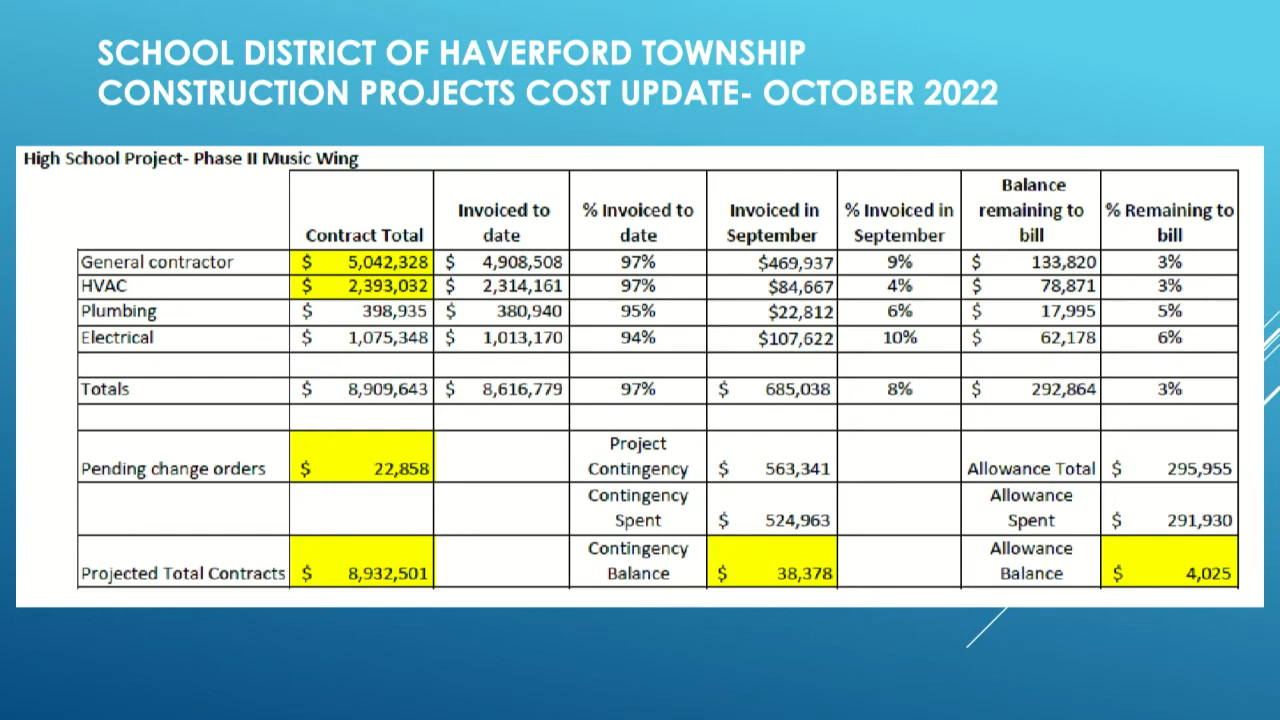 SCHOOL DISTRICT OF HAVERFORD TOWNSHIP
CONSTRUCTION PROJECTS COST UPDATE- OCTOBER 2022
High School Project- Phase II Music Wing
Contract Total Invoiced to date % Invoiced to date Invoiced in September % Invoiced in September Balance remaining to bill % Remaining to bill
General contractor $ 5,042,328 $ 4,908,508 97% $469,937 9% $ 133,820 3%
HVAC $ 2,393,032 $ 2,314,161 97% $84,667 4% $ 78,871 3%
Plumbing $ 398,935 $ 380,940 95% $22,812 6% $ 17,995 5%
Electrical $ 1,075,348 $ 1,013,170 94% $107,622 10% $ 62,178 6%
Totals $ 8,909,643 $ 8,616,779 97% $ 685,038 8% $ 292,864 3%
Pending change orders $ 22,858 Project Contingency $ 563,341 Allowance Total $ 295,955
Contingency Spent $ 524,963 Allowance Spent $ 291,930
Projected Total Contracts $ 8,932,501 Contingency Balance $ 38,378 Allowance Balance $ 4,025